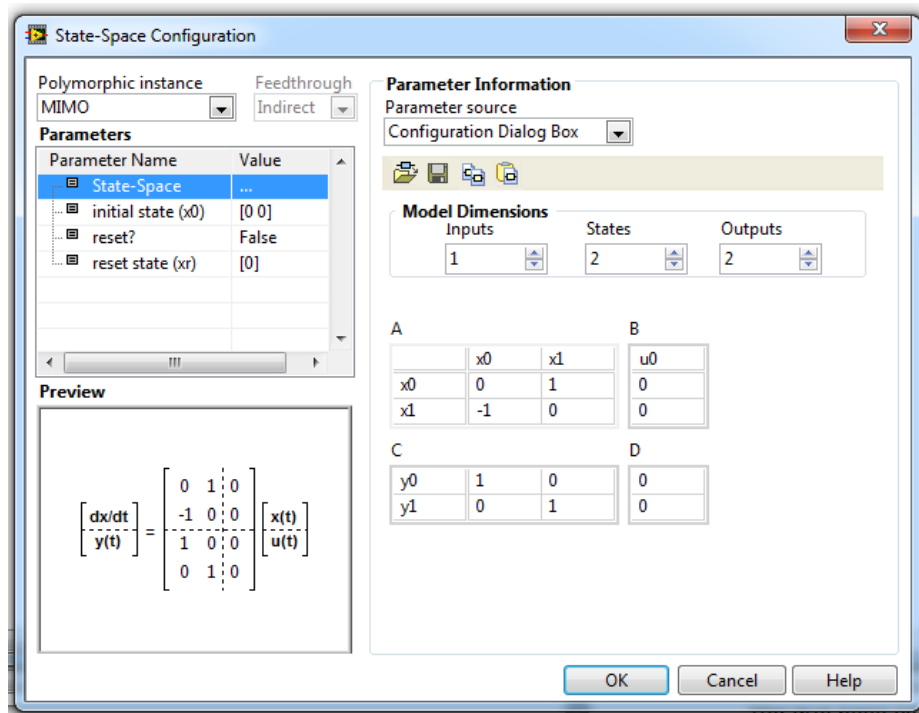 State-Space Configuration
Polymorphic instance
Feedthrough
MIMO
Indirect
Parameters
Parameter Name Value
State-Space ...
initial state (x0) [0 0]
reset? False
reset state (xr) [0]
Preview
dx/dt
y(t)
=
0 1 0
-1 0 0
1 0 0
0 1 0
x(t)
u(t)
Parameter Information
Parameter source
Configuration Dialog Box
Model Dimensions
Inputs States Outputs
1 2 2
A B
x0 x1 u0
x0 0 1 0
x1 -1 0 0
C D
y0 1 0 0
y1 0 1 0
OK Cancel Help